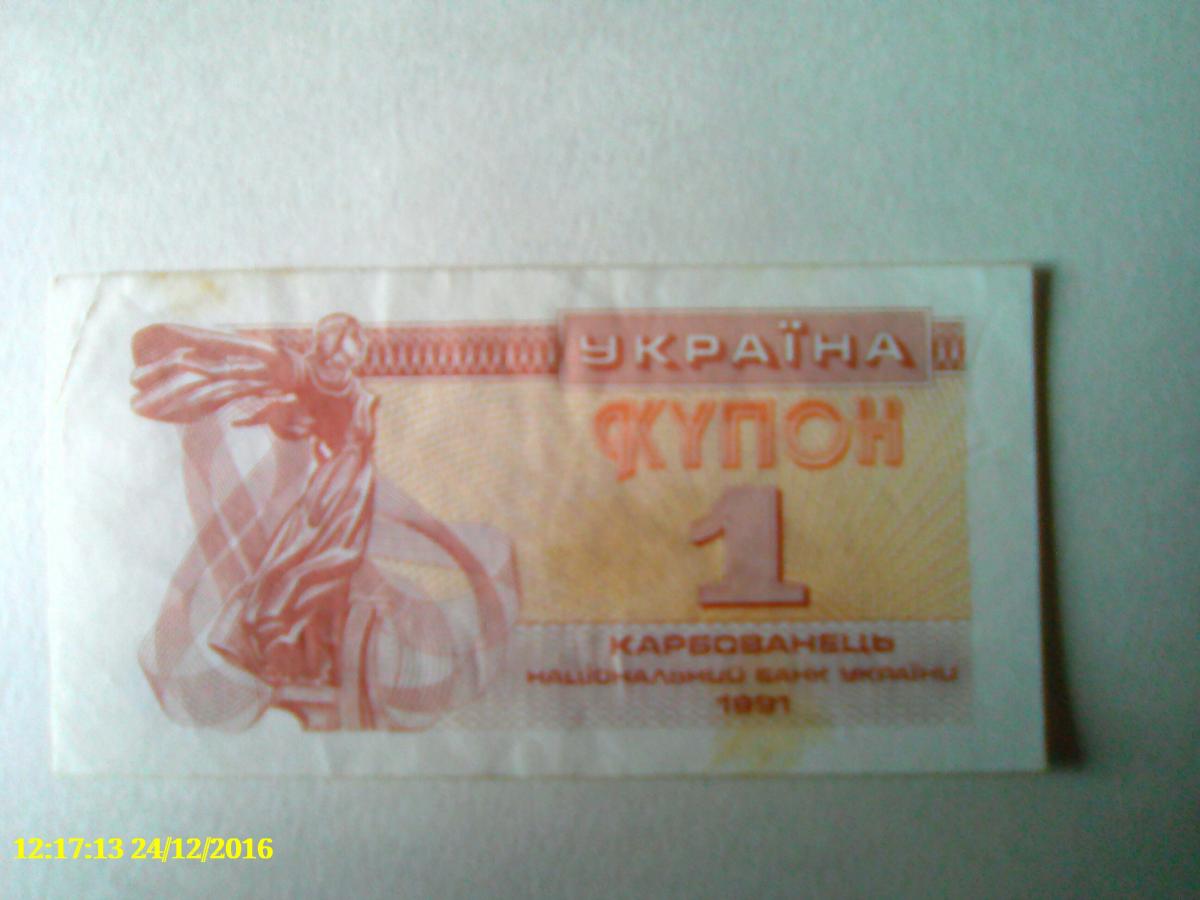 УКРАЇНА
КУПОН
1
КАРБОВАНЕЦЬ
НАЦІОНАЛЬНИЙ БАНК УКРАЇНИ
1991
12:17:13 24/12/2016